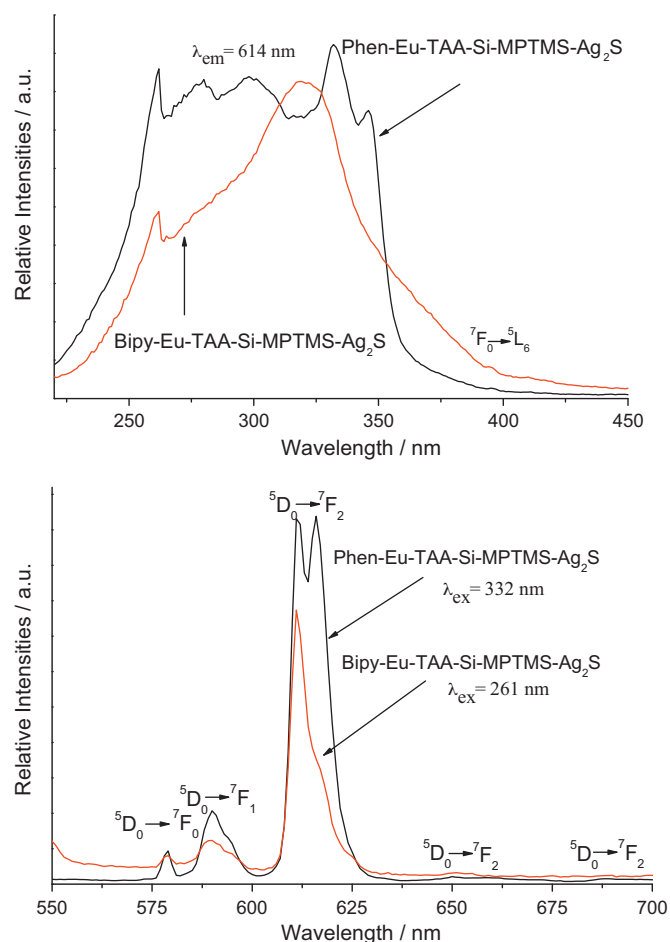 λem = 614 nm
Phen-Eu-TAA-Si-MPTMS-Ag2S
Relative Intensities / a.u.
Bipy-Eu-TAA-Si-MPTMS-Ag2S
7F0→5L6
250 300 350 400 450
Wavelength / nm
5D0→7F2
Phen-Eu-TAA-Si-MPTMS-Ag2S
λex = 332 nm
Bipy-Eu-TAA-Si-MPTMS-Ag2S
λex = 261 nm
Relative Intensities / a.u.
5D0→7F1
5D0→7F0
5D0→7F2
5D0→7F2
550 575 600 625 650 675 700
Wavelength / nm